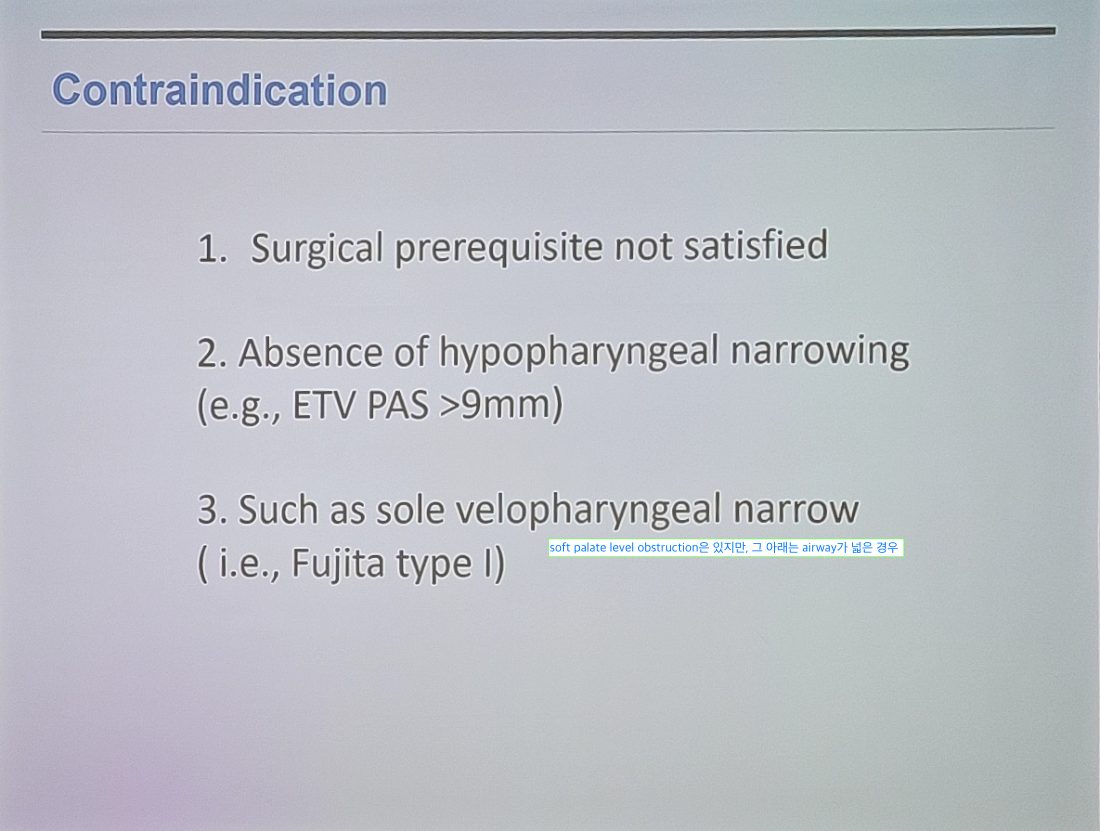 Contraindication
1. Surgical prerequisite not satisfied
2. Absence of hypopharyngeal narrowing
(e.g., ETV PAS >9mm)
3. Such as sole velopharyngeal narrow
soft palate level obstruction은 있지만, 그 아래는 airway가 넓은 경우
( i.e., Fujita type I)